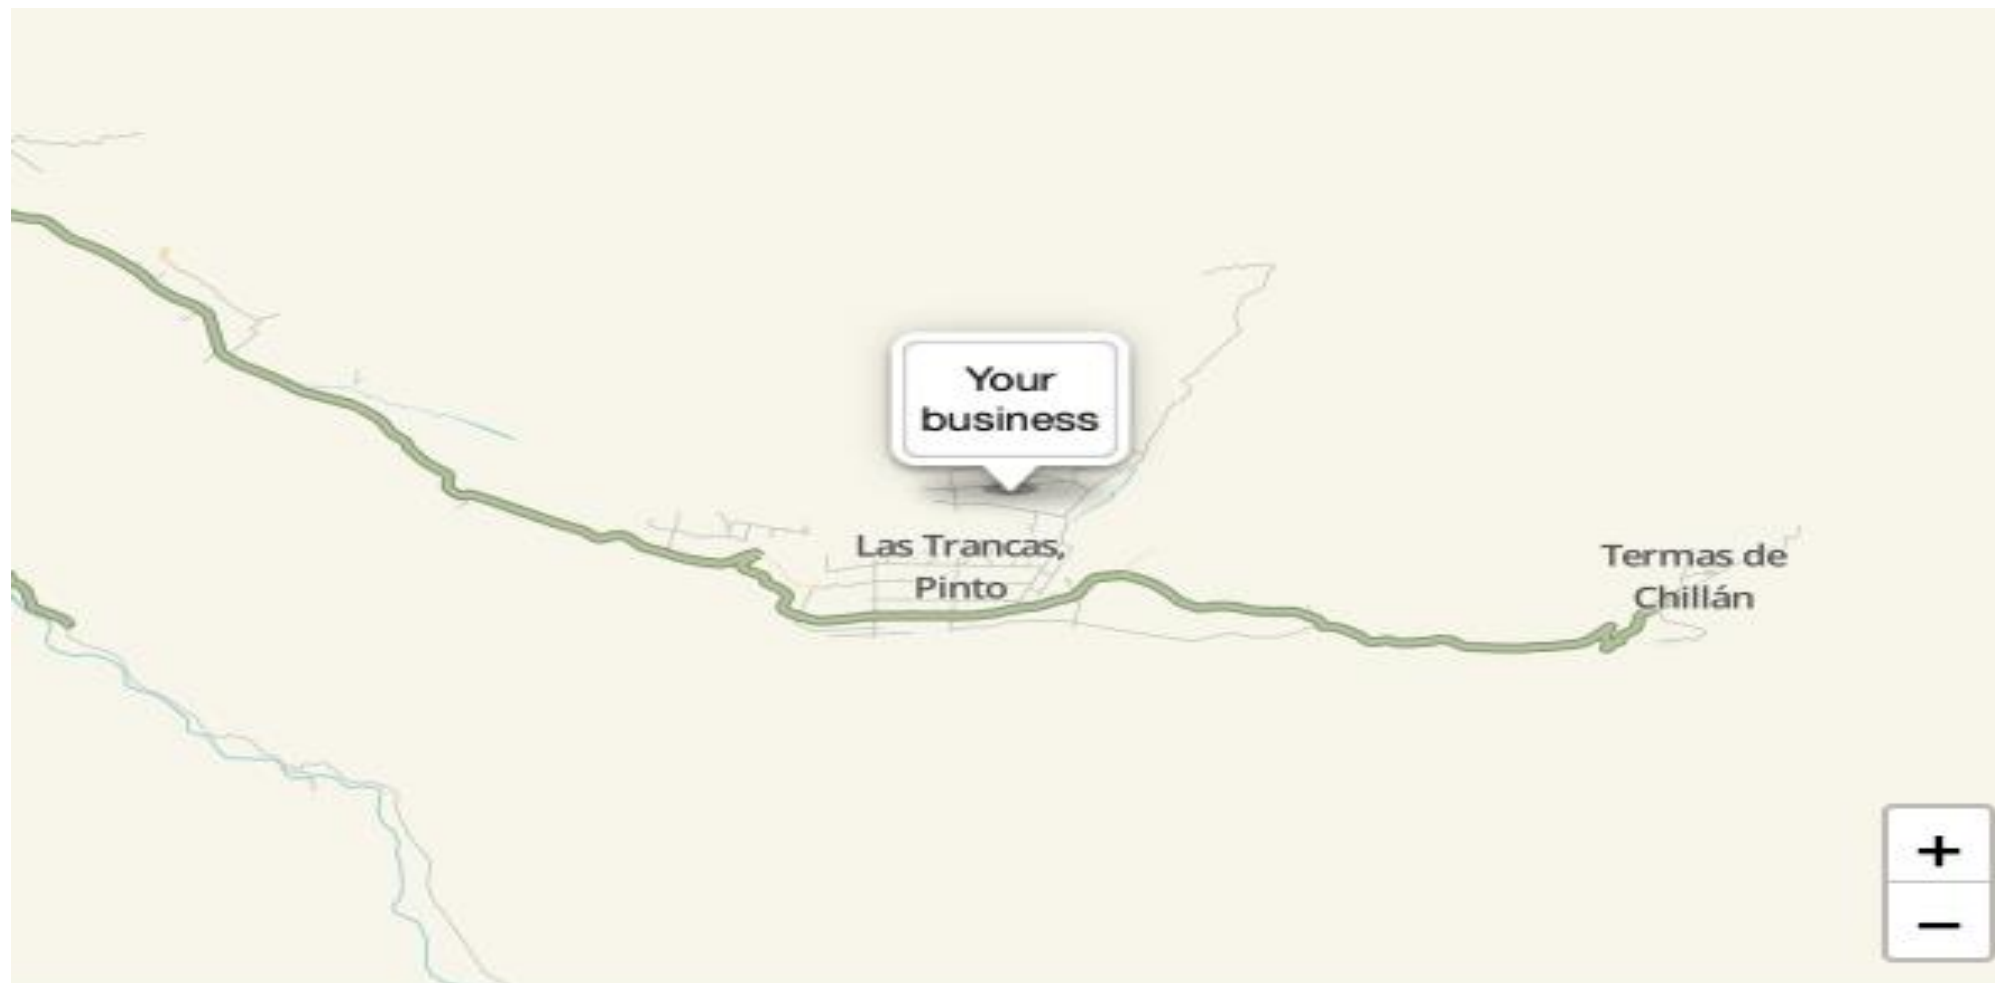 Your
business
Las Trancas,
Pinto
Termas de
Chillán
+
−